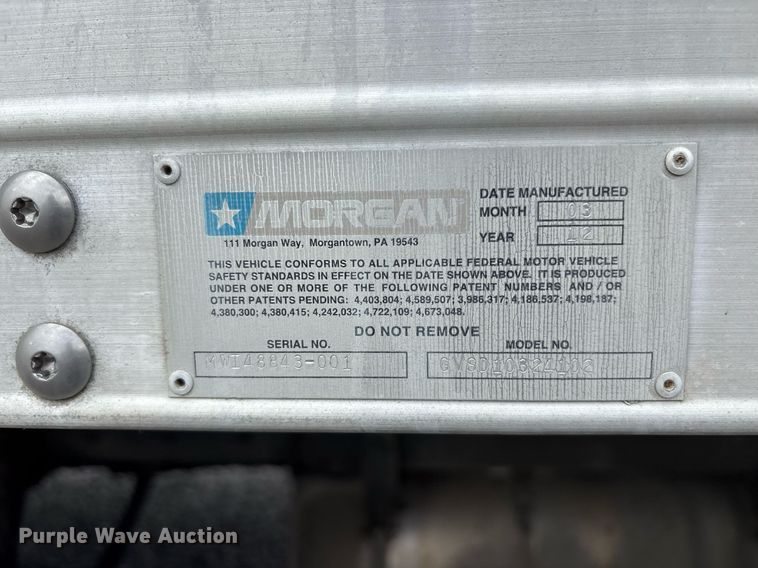 MORGAN
111 Morgan Way, Morgantown, PA 19543
DATE MANUFACTURED
MONTH 03
YEAR 12
THIS VEHICLE CONFORMS TO ALL APPLICABLE FEDERAL MOTOR VEHICLE
SAFETY STANDARDS IN EFFECT ON THE DATE SHOWN ABOVE. IT IS PRODUCED
UNDER ONE OR MORE OF THE FOLLOWING PATENT NUMBERS AND / OR
OTHER PATENTS PENDING: 4,403,804; 4,589,507; 3,986,317; 4,186,537; 4,198,187;
4,380,300; 4,380,415; 4,242,032; 4,722,109; 4,673,048.
DO NOT REMOVE
SERIAL NO.
MODEL NO.
Purple Wave Auction